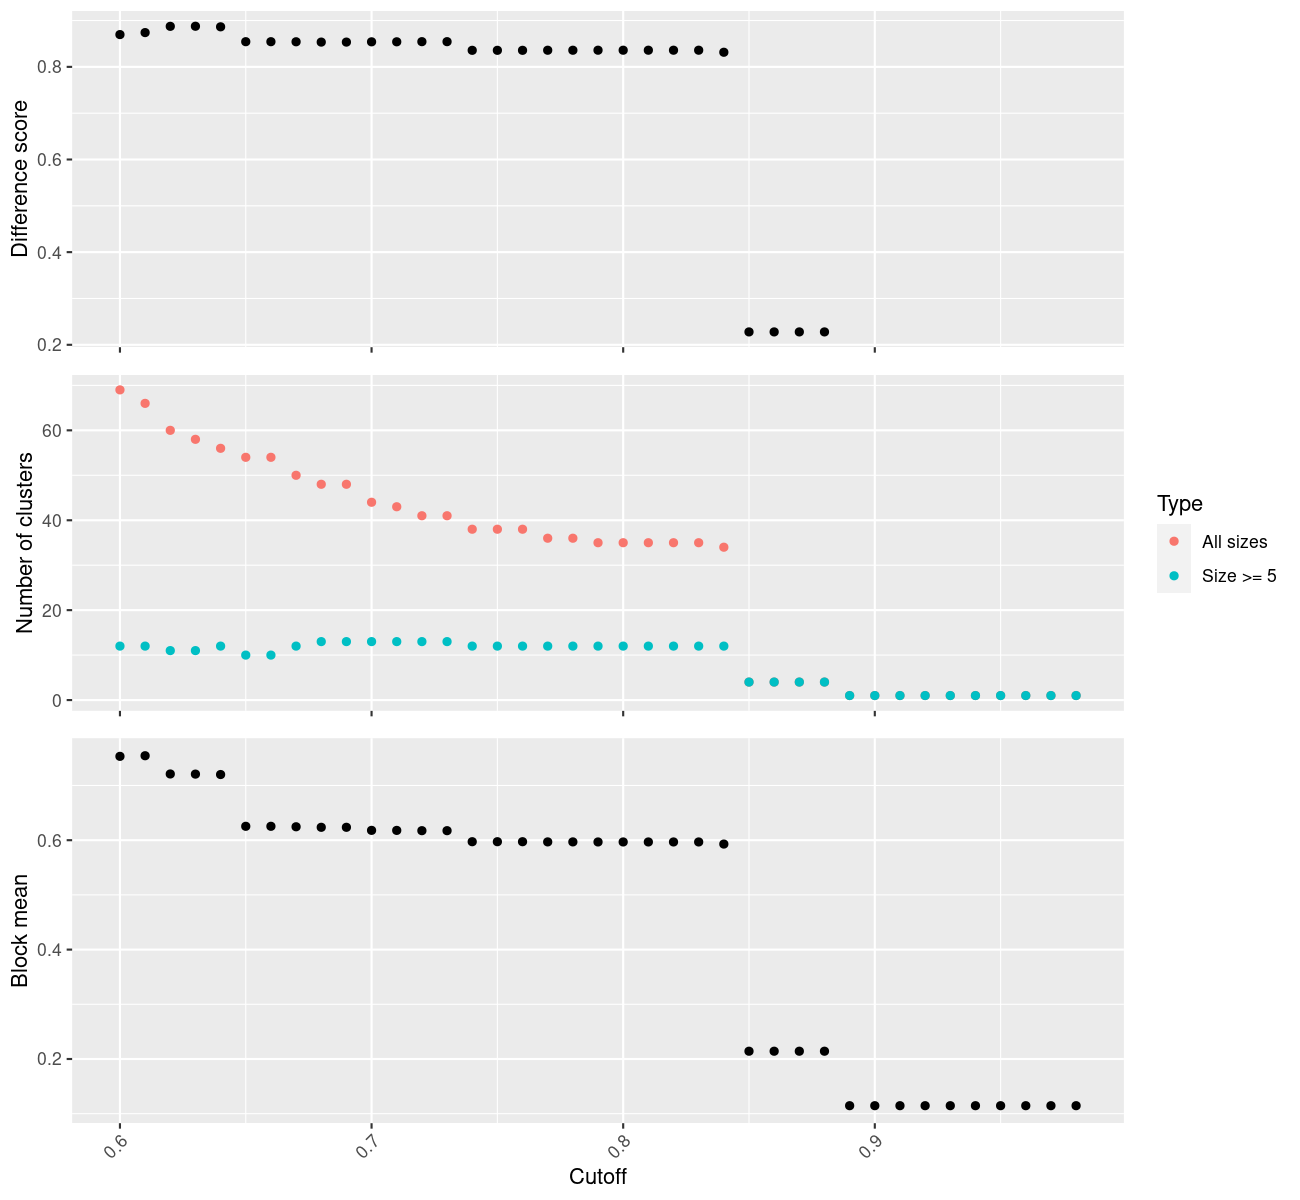 Difference score
0.8
0.6
0.4
0.2
Number of clusters
60
40
20
0
Type
All sizes
Size >= 5
Block mean
0.6
0.4
0.2
0.6
0.7
0.8
0.9
Cutoff